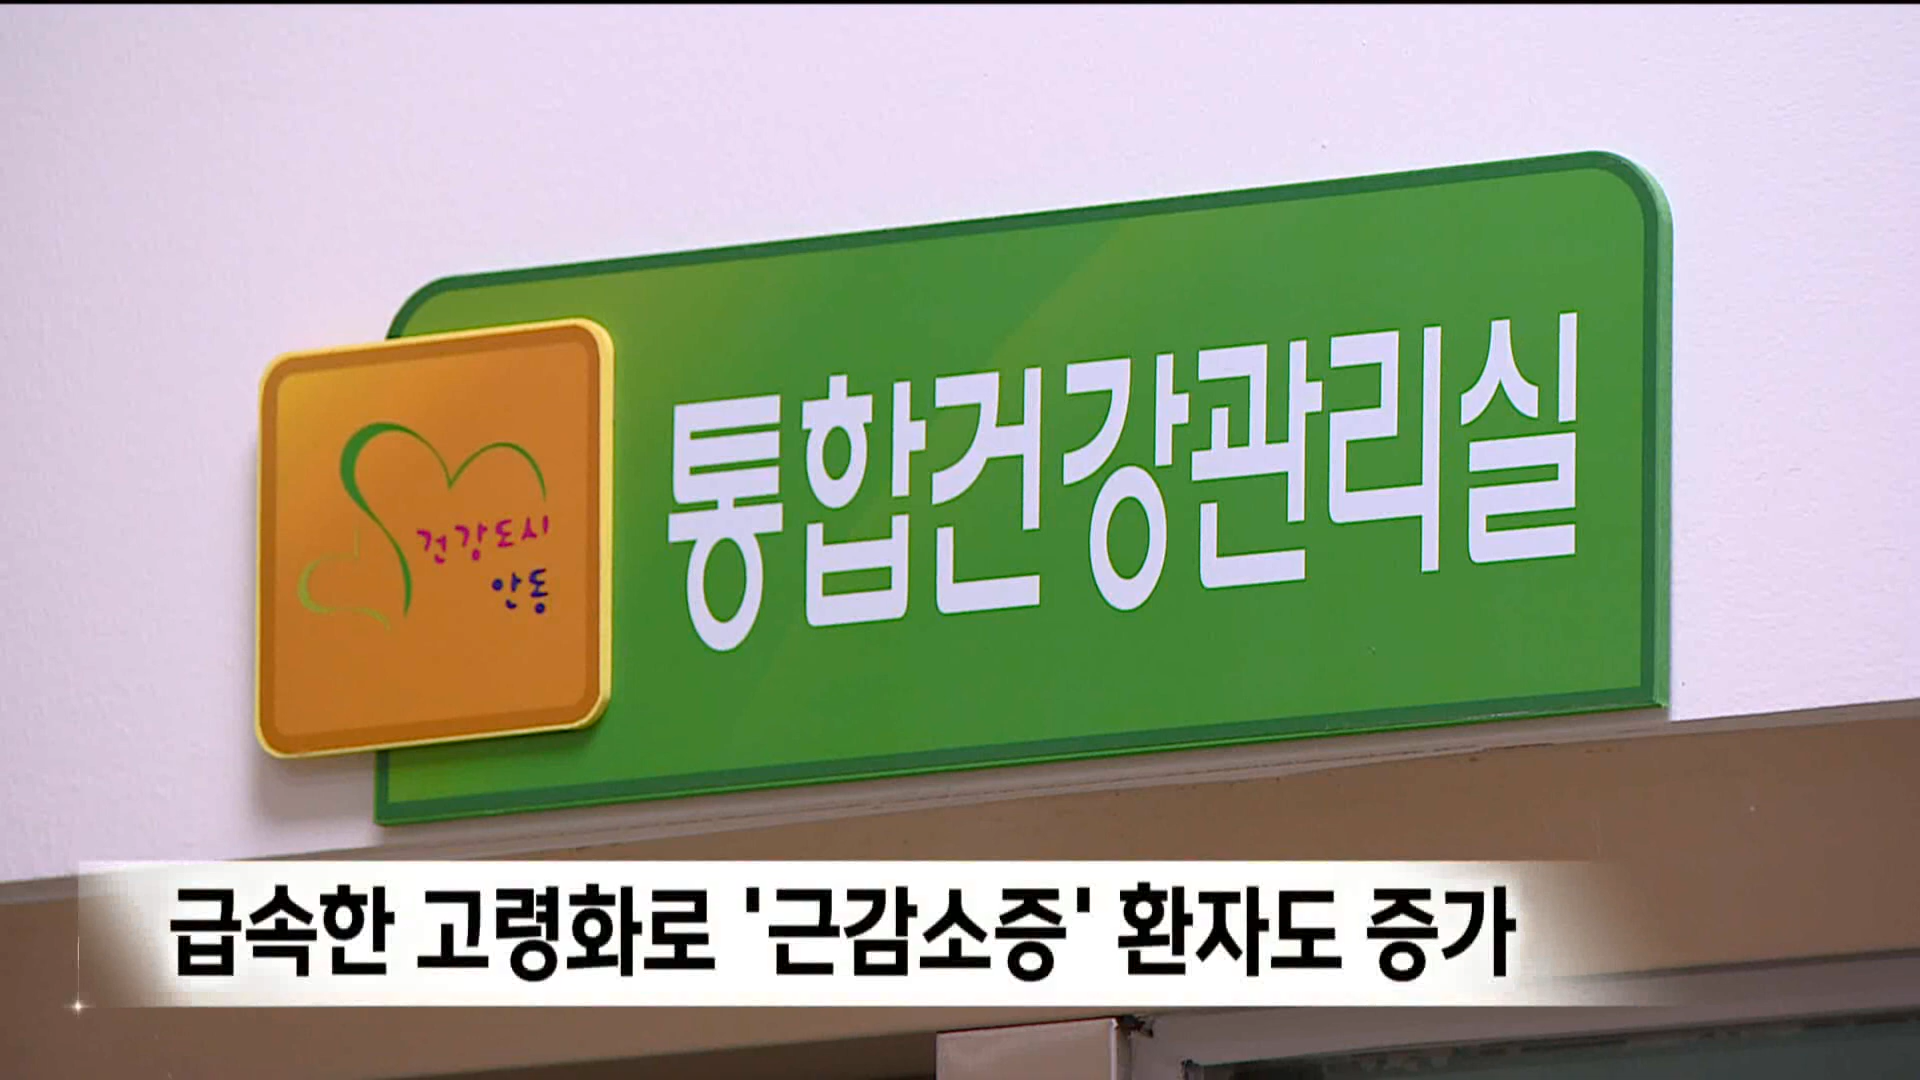 통합건강관리실
건강도시
안동
급속한 고령화로 '근감소증' 환자도 증가